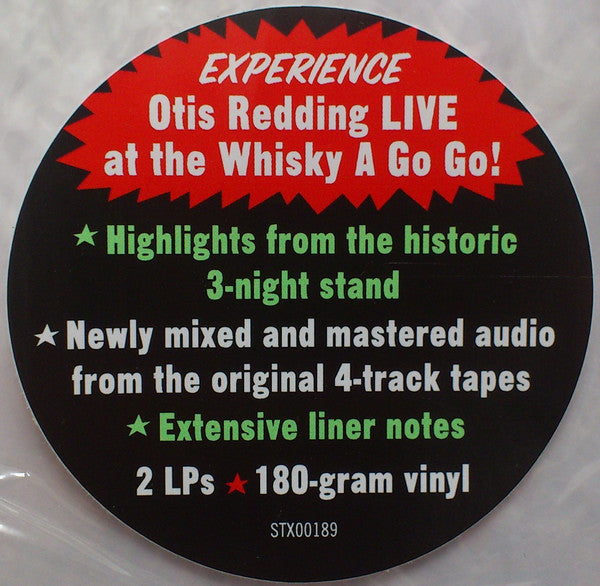 EXPERIENCE
Otis Redding LIVE
at the Whisky A Go Go!
★ Highlights from the historic
3-night stand
★ Newly mixed and mastered audio
from the original 4-track tapes
★ Extensive liner notes
2 LPs ★ 180-gram vinyl
STX00189